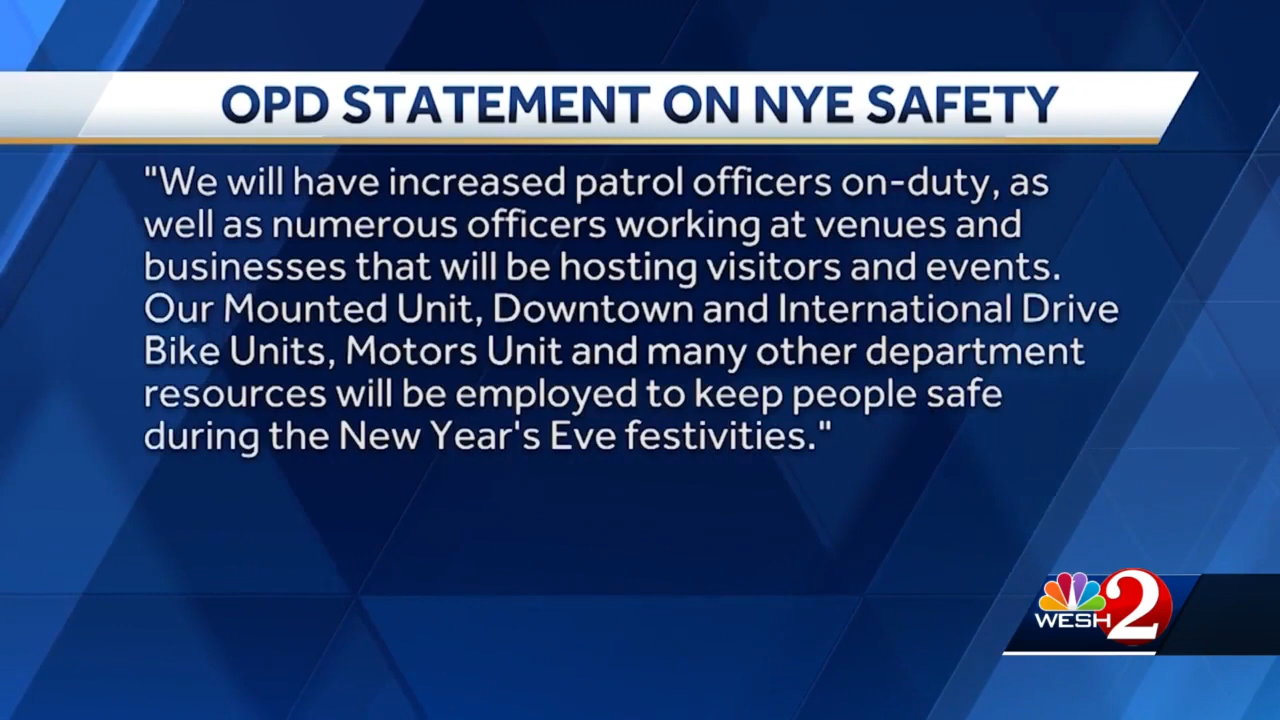 OPD STATEMENT ON NYE SAFETY
"We will have increased patrol officers on-duty, as
well as numerous officers working at venues and
businesses that will be hosting visitors and events.
Our Mounted Unit, Downtown and International Drive
Bike Units, Motors Unit and many other department
resources will be employed to keep people safe
during the New Year's Eve festivities."
WESH 2